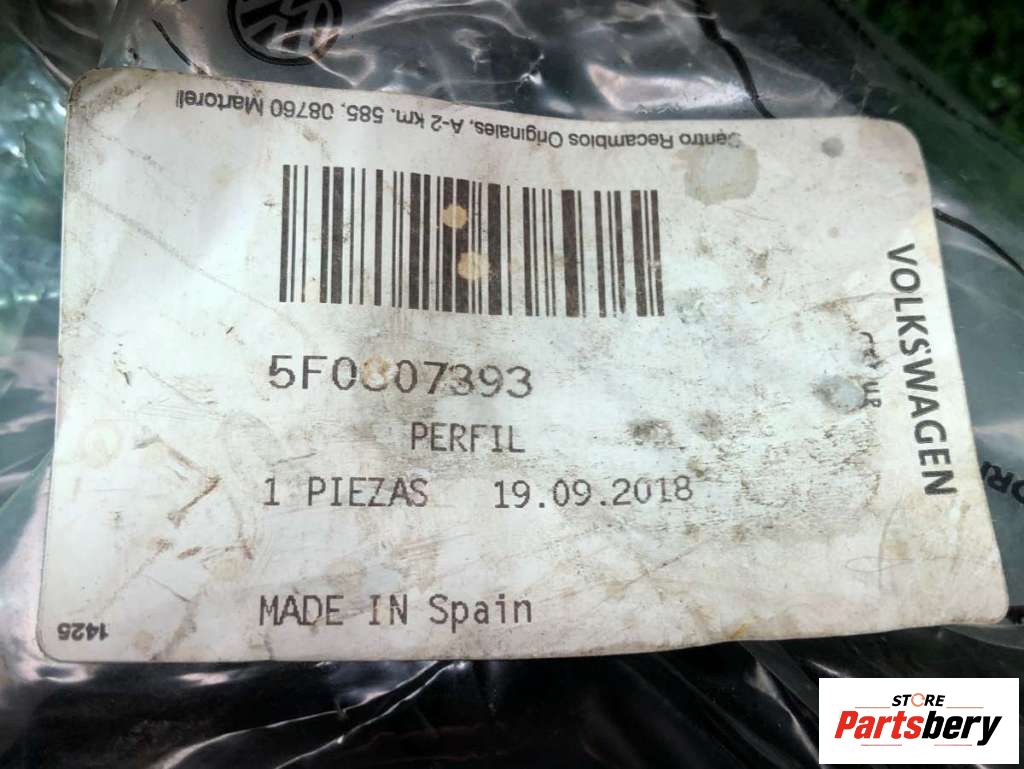 Centro Recambios Originales, A-2 km. 585, 08760 Martorell
5F0807393
PERFIL
1 PIEZAS 19.09.2018
MADE IN Spain
VOLKSWAGEN
1425
STORE
Partsbery